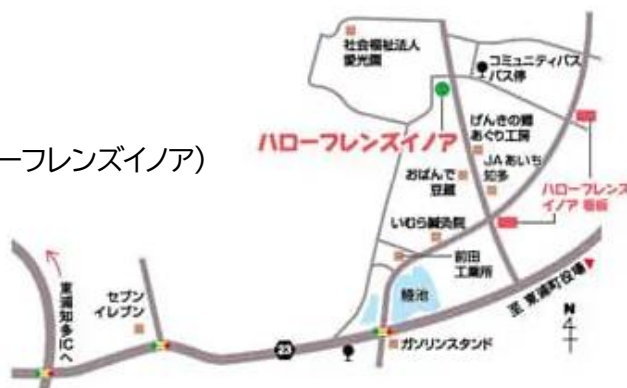 社会福祉法人
愛光園
コミュニティバス
バス停
ハローフレンズイノア
ーフレンズイノア)
げんきの郷
あぐり工房
JAあいち
知多
おばんで
豆蔵
ハローフレンズ
イノア 看板
いむら鍼灸院
前田
工業所
東浦知多ICへ
セブン
イレブン
至 東浦町役場
N
23
ガソリンスタンド